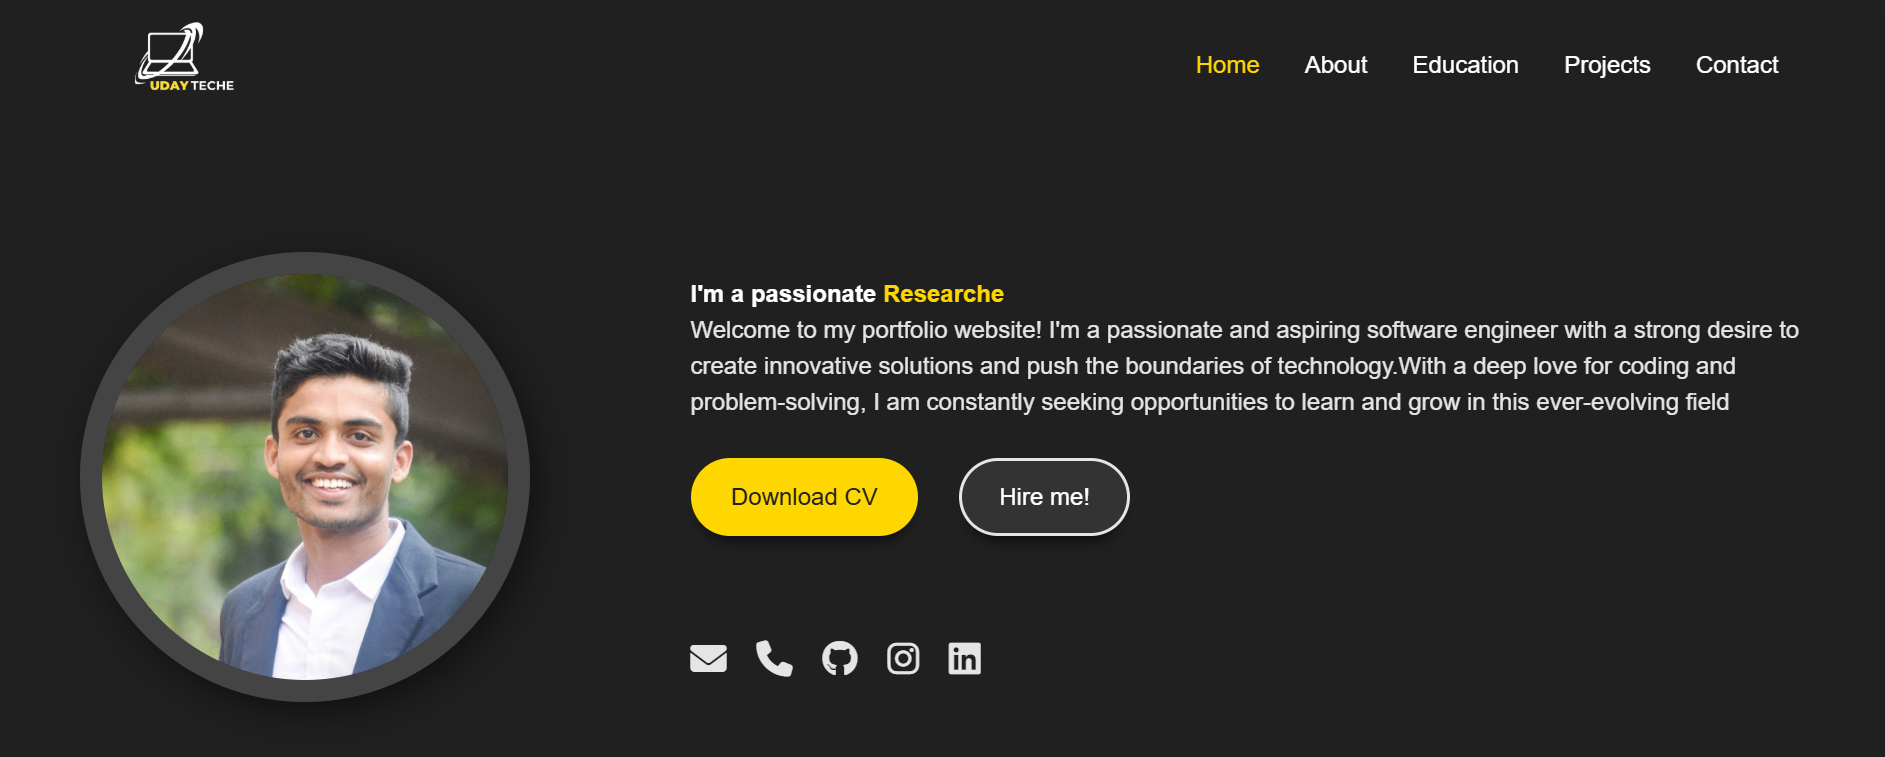 UDAY TECHE
Home About Education Projects Contact
I'm a passionate Researche
Welcome to my portfolio website! I'm a passionate and aspiring software engineer with a strong desire to
create innovative solutions and push the boundaries of technology.With a deep love for coding and
problem-solving, I am constantly seeking opportunities to learn and grow in this ever-evolving field
Download CV Hire me!
in